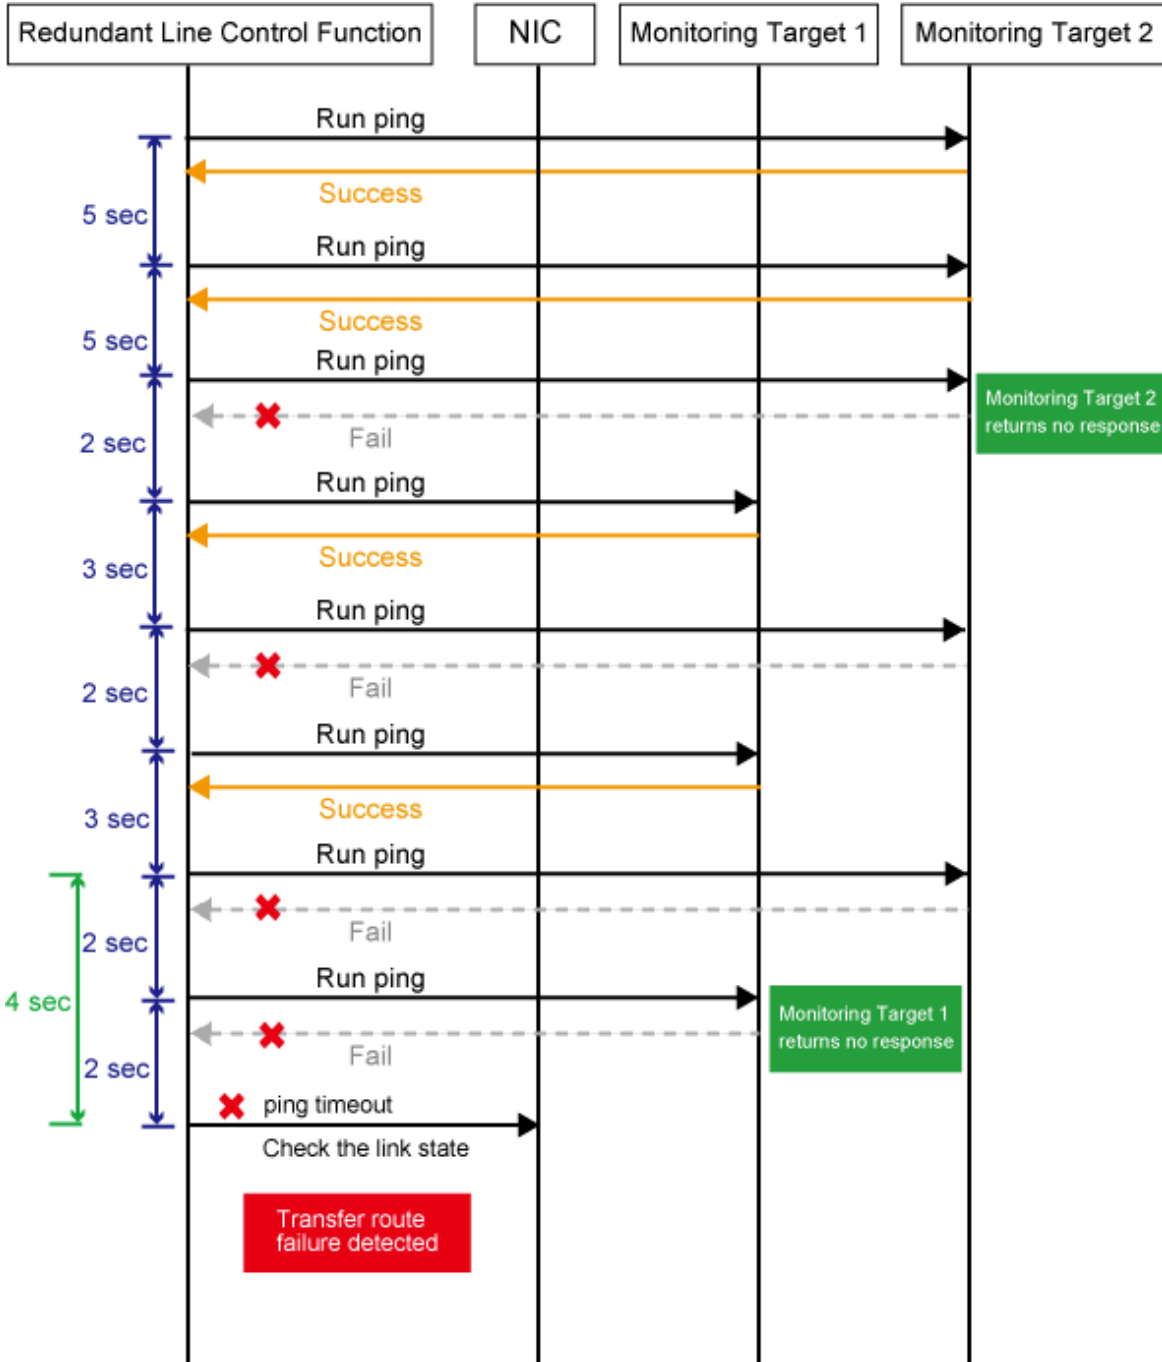 Redundant Line Control Function
NIC
Monitoring Target 1
Monitoring Target 2
Run ping
Success
5 sec
Run ping
Success
5 sec
Run ping
Monitoring Target 2
returns no response
Fail
2 sec
Run ping
Success
3 sec
Run ping
Fail
2 sec
Run ping
Success
3 sec
Run ping
Fail
2 sec
Run ping
4 sec
Monitoring Target 1
returns no response
Fail
2 sec
ping timeout
Check the link state
Transfer route
failure detected